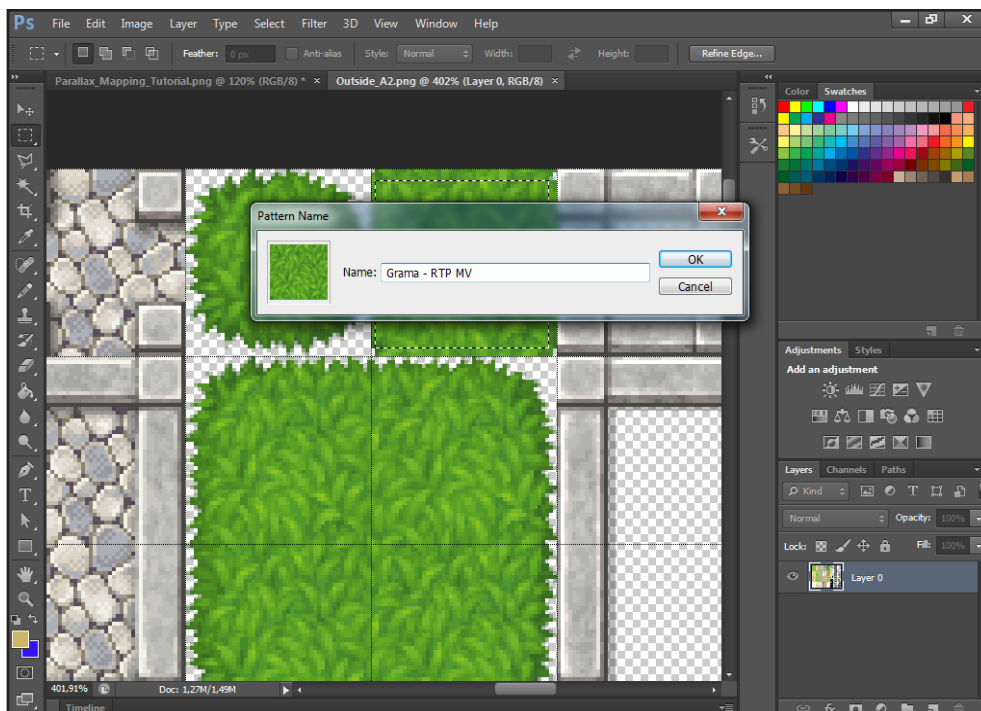 Ps File Edit Image Layer Type Select Filter 3D View Window Help
Feather: 0 px Anti-alias Style: Normal Width: Height: Refine Edge...
Parallax_Mapping_Tutorial.png @ 120% (RGB/8) * × Outside_A2.png @ 402% (Layer 0, RGB/8) ×
Color Swatches
Pattern Name
Name: Grama - RTP MV
OK
Cancel
Adjustments Styles
Add an adjustment
Layers Channels Paths
Kind
Normal Opacity: 100%
Lock: Fill: 100%
Layer 0
401,91% Doc: 1,27M/1,49M
Timeline